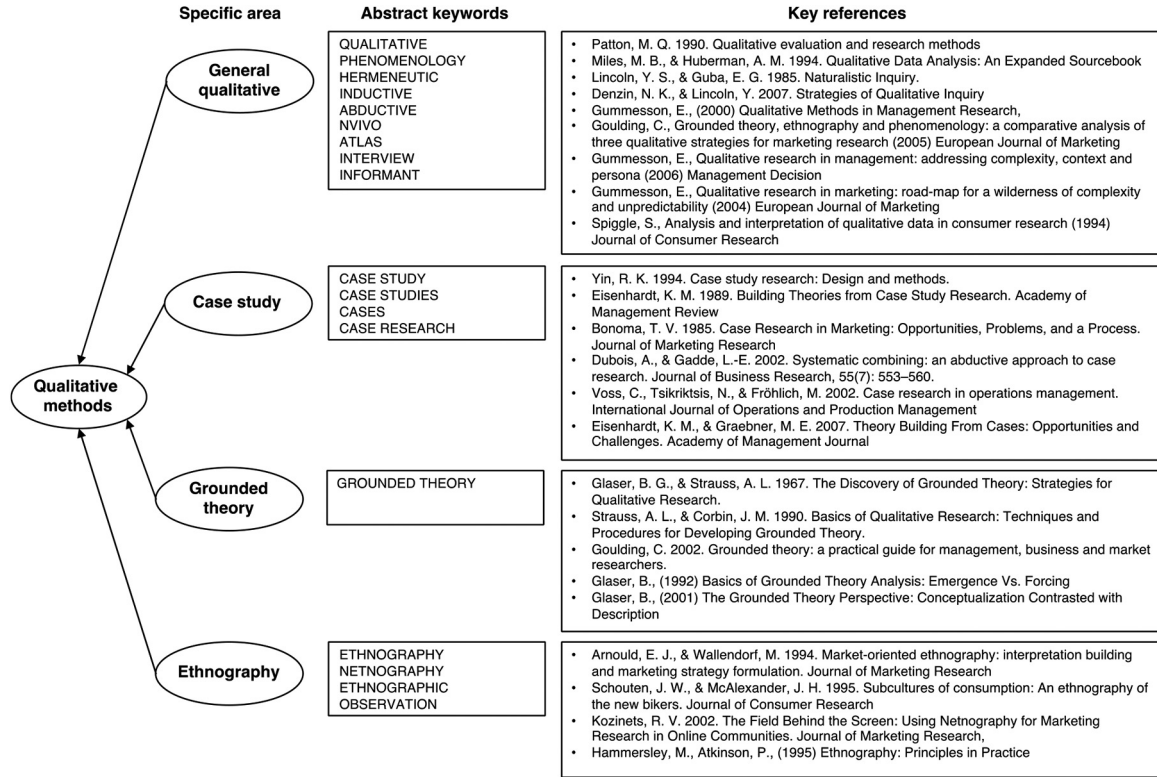 Specific area
Abstract keywords
Key references
General
qualitative
QUALITATIVE
PHENOMENOLOGY
HERMENEUTIC
INDUCTIVE
ABDUCTIVE
NVIVO
ATLAS
INTERVIEW
INFORMANT
• Patton, M. Q. 1990. Qualitative evaluation and research methods
• Miles, M. B., & Huberman, A. M. 1994. Qualitative Data Analysis: An Expanded Sourcebook
• Lincoln, Y. S., & Guba, E. G. 1985. Naturalistic Inquiry.
• Denzin, N. K., & Lincoln, Y. 2007. Strategies of Qualitative Inquiry
• Gummesson, E., (2000) Qualitative Methods in Management Research,
• Goulding, C., Grounded theory, ethnography and phenomenology: a comparative analysis of
three qualitative strategies for marketing research (2005) European Journal of Marketing
• Gummesson, E., Qualitative research in management: addressing complexity, context and
persona (2006) Management Decision
• Gummesson, E., Qualitative research in marketing: road-map for a wilderness of complexity
and unpredictability (2004) European Journal of Marketing
• Spiggle, S., Analysis and interpretation of qualitative data in consumer research (1994)
Journal of Consumer Research
Case study
CASE STUDY
CASE STUDIES
CASES
CASE RESEARCH
• Yin, R. K. 1994. Case study research: Design and methods.
• Eisenhardt, K. M. 1989. Building Theories from Case Study Research. Academy of
Management Review
• Bonoma, T. V. 1985. Case Research in Marketing: Opportunities, Problems, and a Process.
Journal of Marketing Research
• Dubois, A., & Gadde, L.-E. 2002. Systematic combining: an abductive approach to case
research. Journal of Business Research, 55(7): 553–560.
• Voss, C., Tsikriktsis, N., & Fröhlich, M. 2002. Case research in operations management.
International Journal of Operations and Production Management
• Eisenhardt, K. M., & Graebner, M. E. 2007. Theory Building From Cases: Opportunities and
Challenges. Academy of Management Journal
Qualitative
methods
Grounded
theory
GROUNDED THEORY
• Glaser, B. G., & Strauss, A. L. 1967. The Discovery of Grounded Theory: Strategies for
Qualitative Research.
• Strauss, A. L., & Corbin, J. M. 1990. Basics of Qualitative Research: Techniques and
Procedures for Developing Grounded Theory.
• Goulding, C. 2002. Grounded theory: a practical guide for management, business and market
researchers.
• Glaser, B., (1992) Basics of Grounded Theory Analysis: Emergence Vs. Forcing
• Glaser, B., (2001) The Grounded Theory Perspective: Conceptualization Contrasted with
Description
Ethnography
ETHNOGRAPHY
NETNOGRAPHY
ETHNOGRAPHIC
OBSERVATION
• Arnould, E. J., & Wallendorf, M. 1994. Market-oriented ethnography: interpretation building
and marketing strategy formulation. Journal of Marketing Research
• Schouten, J. W., & McAlexander, J. H. 1995. Subcultures of consumption: An ethnography of
the new bikers. Journal of Consumer Research
• Kozinets, R. V. 2002. The Field Behind the Screen: Using Netnography for Marketing
Research in Online Communities. Journal of Marketing Research,
• Hammersley, M., Atkinson, P., (1995) Ethnography: Principles in Practice